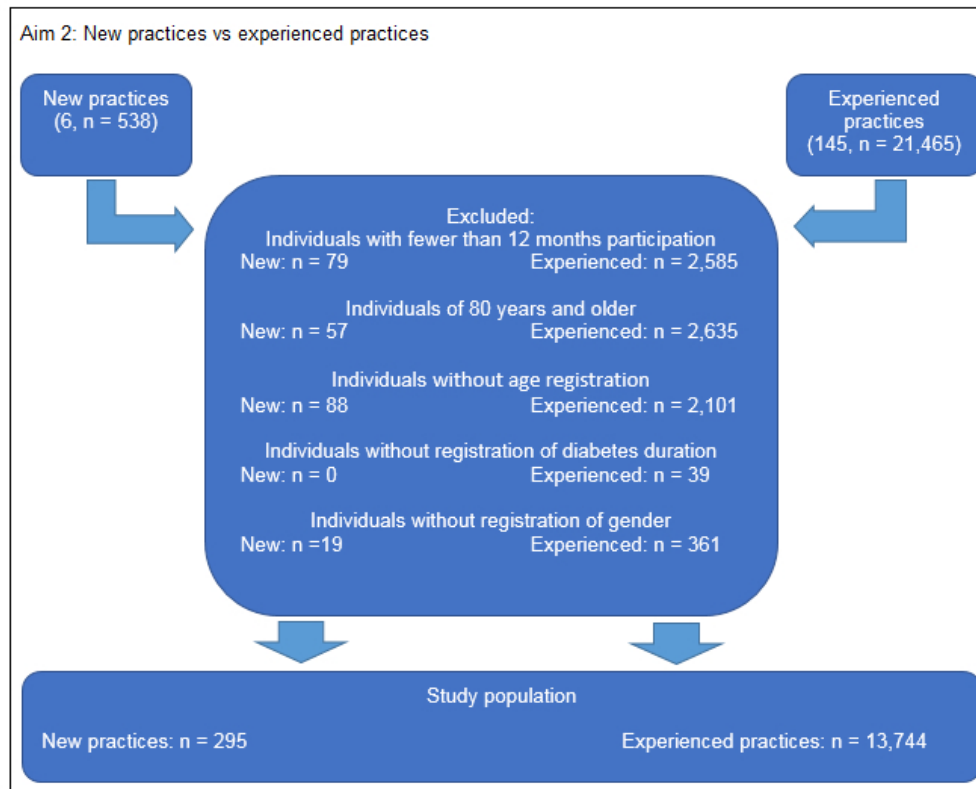 Aim 2: New practices vs experienced practices
New practices
(6, n = 538)
Experienced
practices
(145, n = 21,465)
Excluded:
Individuals with fewer than 12 months participation
New: n = 79 Experienced: n = 2,585
Individuals of 80 years and older
New: n = 57 Experienced: n = 2,635
Individuals without age registration
New: n = 88 Experienced: n = 2,101
Individuals without registration of diabetes duration
New: n = 0 Experienced: n = 39
Individuals without registration of gender
New: n =19 Experienced: n = 361
Study population
New practices: n = 295 Experienced practices: n = 13,744